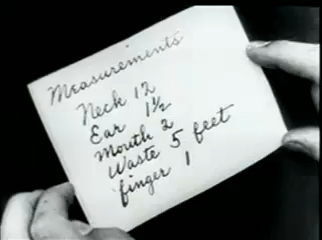 Measurements
Neck 12
Ear 1½
Mouth 2
Waste 5 feet
finger 1